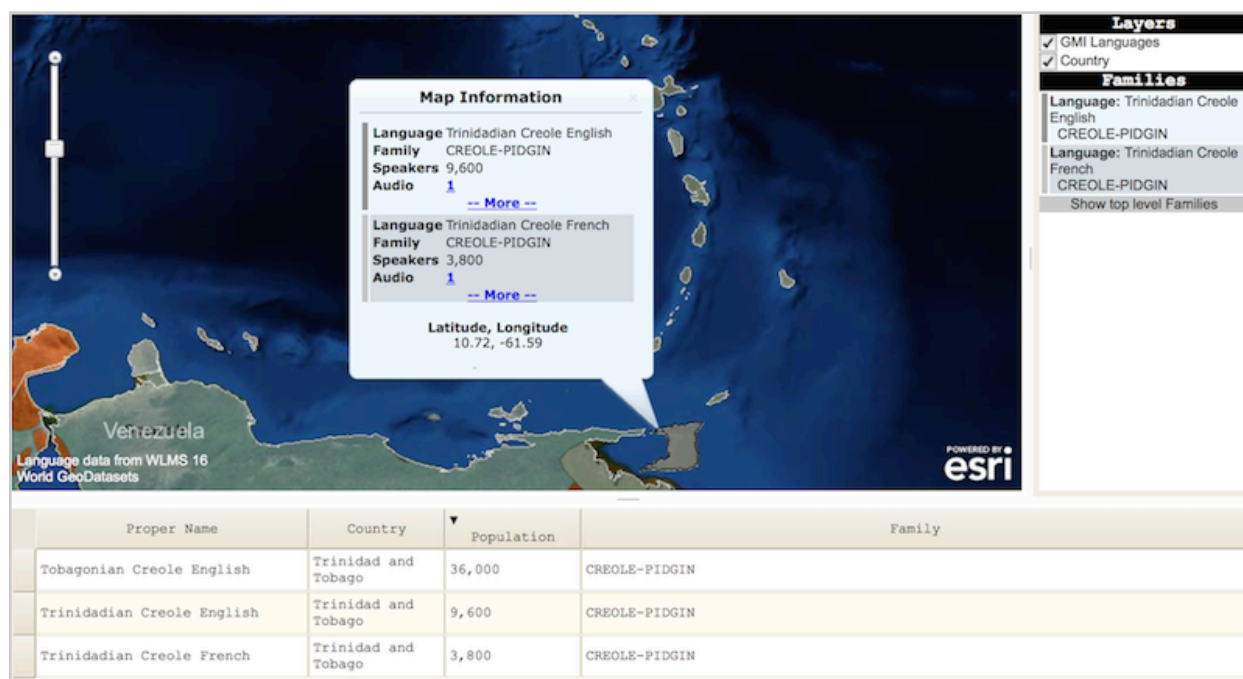 Layers
GMI Languages
Country
Families
Language: Trinidadian Creole
English
CREOLE-PIDGIN
Language: Trinidadian Creole
French
CREOLE-PIDGIN
Show top level Families
Map Information
Language Trinidadian Creole English
Family CREOLE-PIDGIN
Speakers 9,600
Audio 1
-- More --
Language Trinidadian Creole French
Family CREOLE-PIDGIN
Speakers 3,800
Audio 1
-- More --
Latitude, Longitude
10.72, -61.59
Venezuela
Language data from WLMS 16
World GeoDatasets
POWERED BY
esri
Proper Name Country Population Family
Tobagonian Creole English Trinidad and Tobago 36,000 CREOLE-PIDGIN
Trinidadian Creole English Trinidad and Tobago 9,600 CREOLE-PIDGIN
Trinidadian Creole French Trinidad and Tobago 3,800 CREOLE-PIDGIN